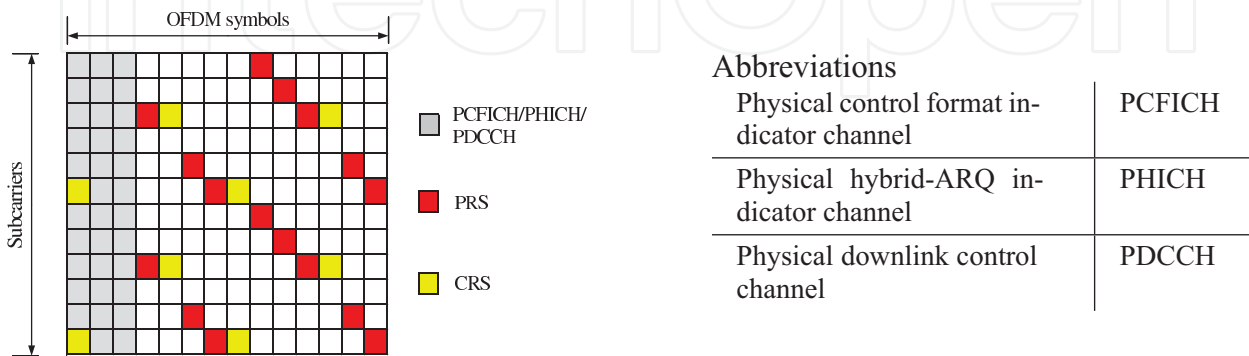 intechopen
OFDM symbols
Subcarriers
PCFICH/PHICH/
PDCCH
PRS
CRS
Abbreviations
Physical control format in-
dicator channel
PCFICH
Physical hybrid-ARQ in-
dicator channel
PHICH
Physical downlink control
channel
PDCCH